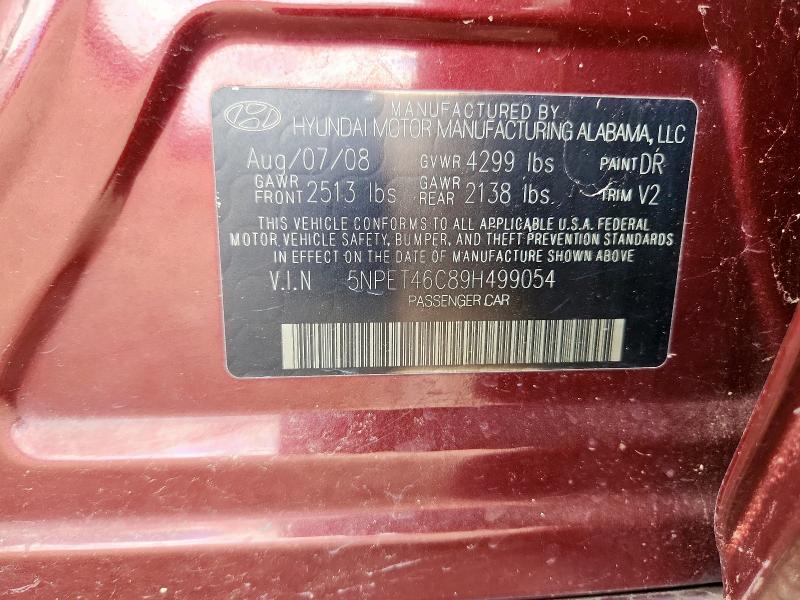 MANUFACTURED BY
HYUNDAI MOTOR MANUFACTURING ALABAMA, LLC
Aug/07/08 GVWR 4299 lbs PAINT DR
GAWR FRONT 2513 lbs GAWR REAR 2138 lbs. TRIM V2
THIS VEHICLE CONFORMS TO ALL APPLICABLE U.S.A. FEDERAL
MOTOR VEHICLE SAFETY, BUMPER, AND THEFT PREVENTION STANDARDS
IN EFFECT ON THE DATE OF MANUFACTURE SHOWN ABOVE
V.I.N 5NPET46C89H499054
PASSENGER CAR